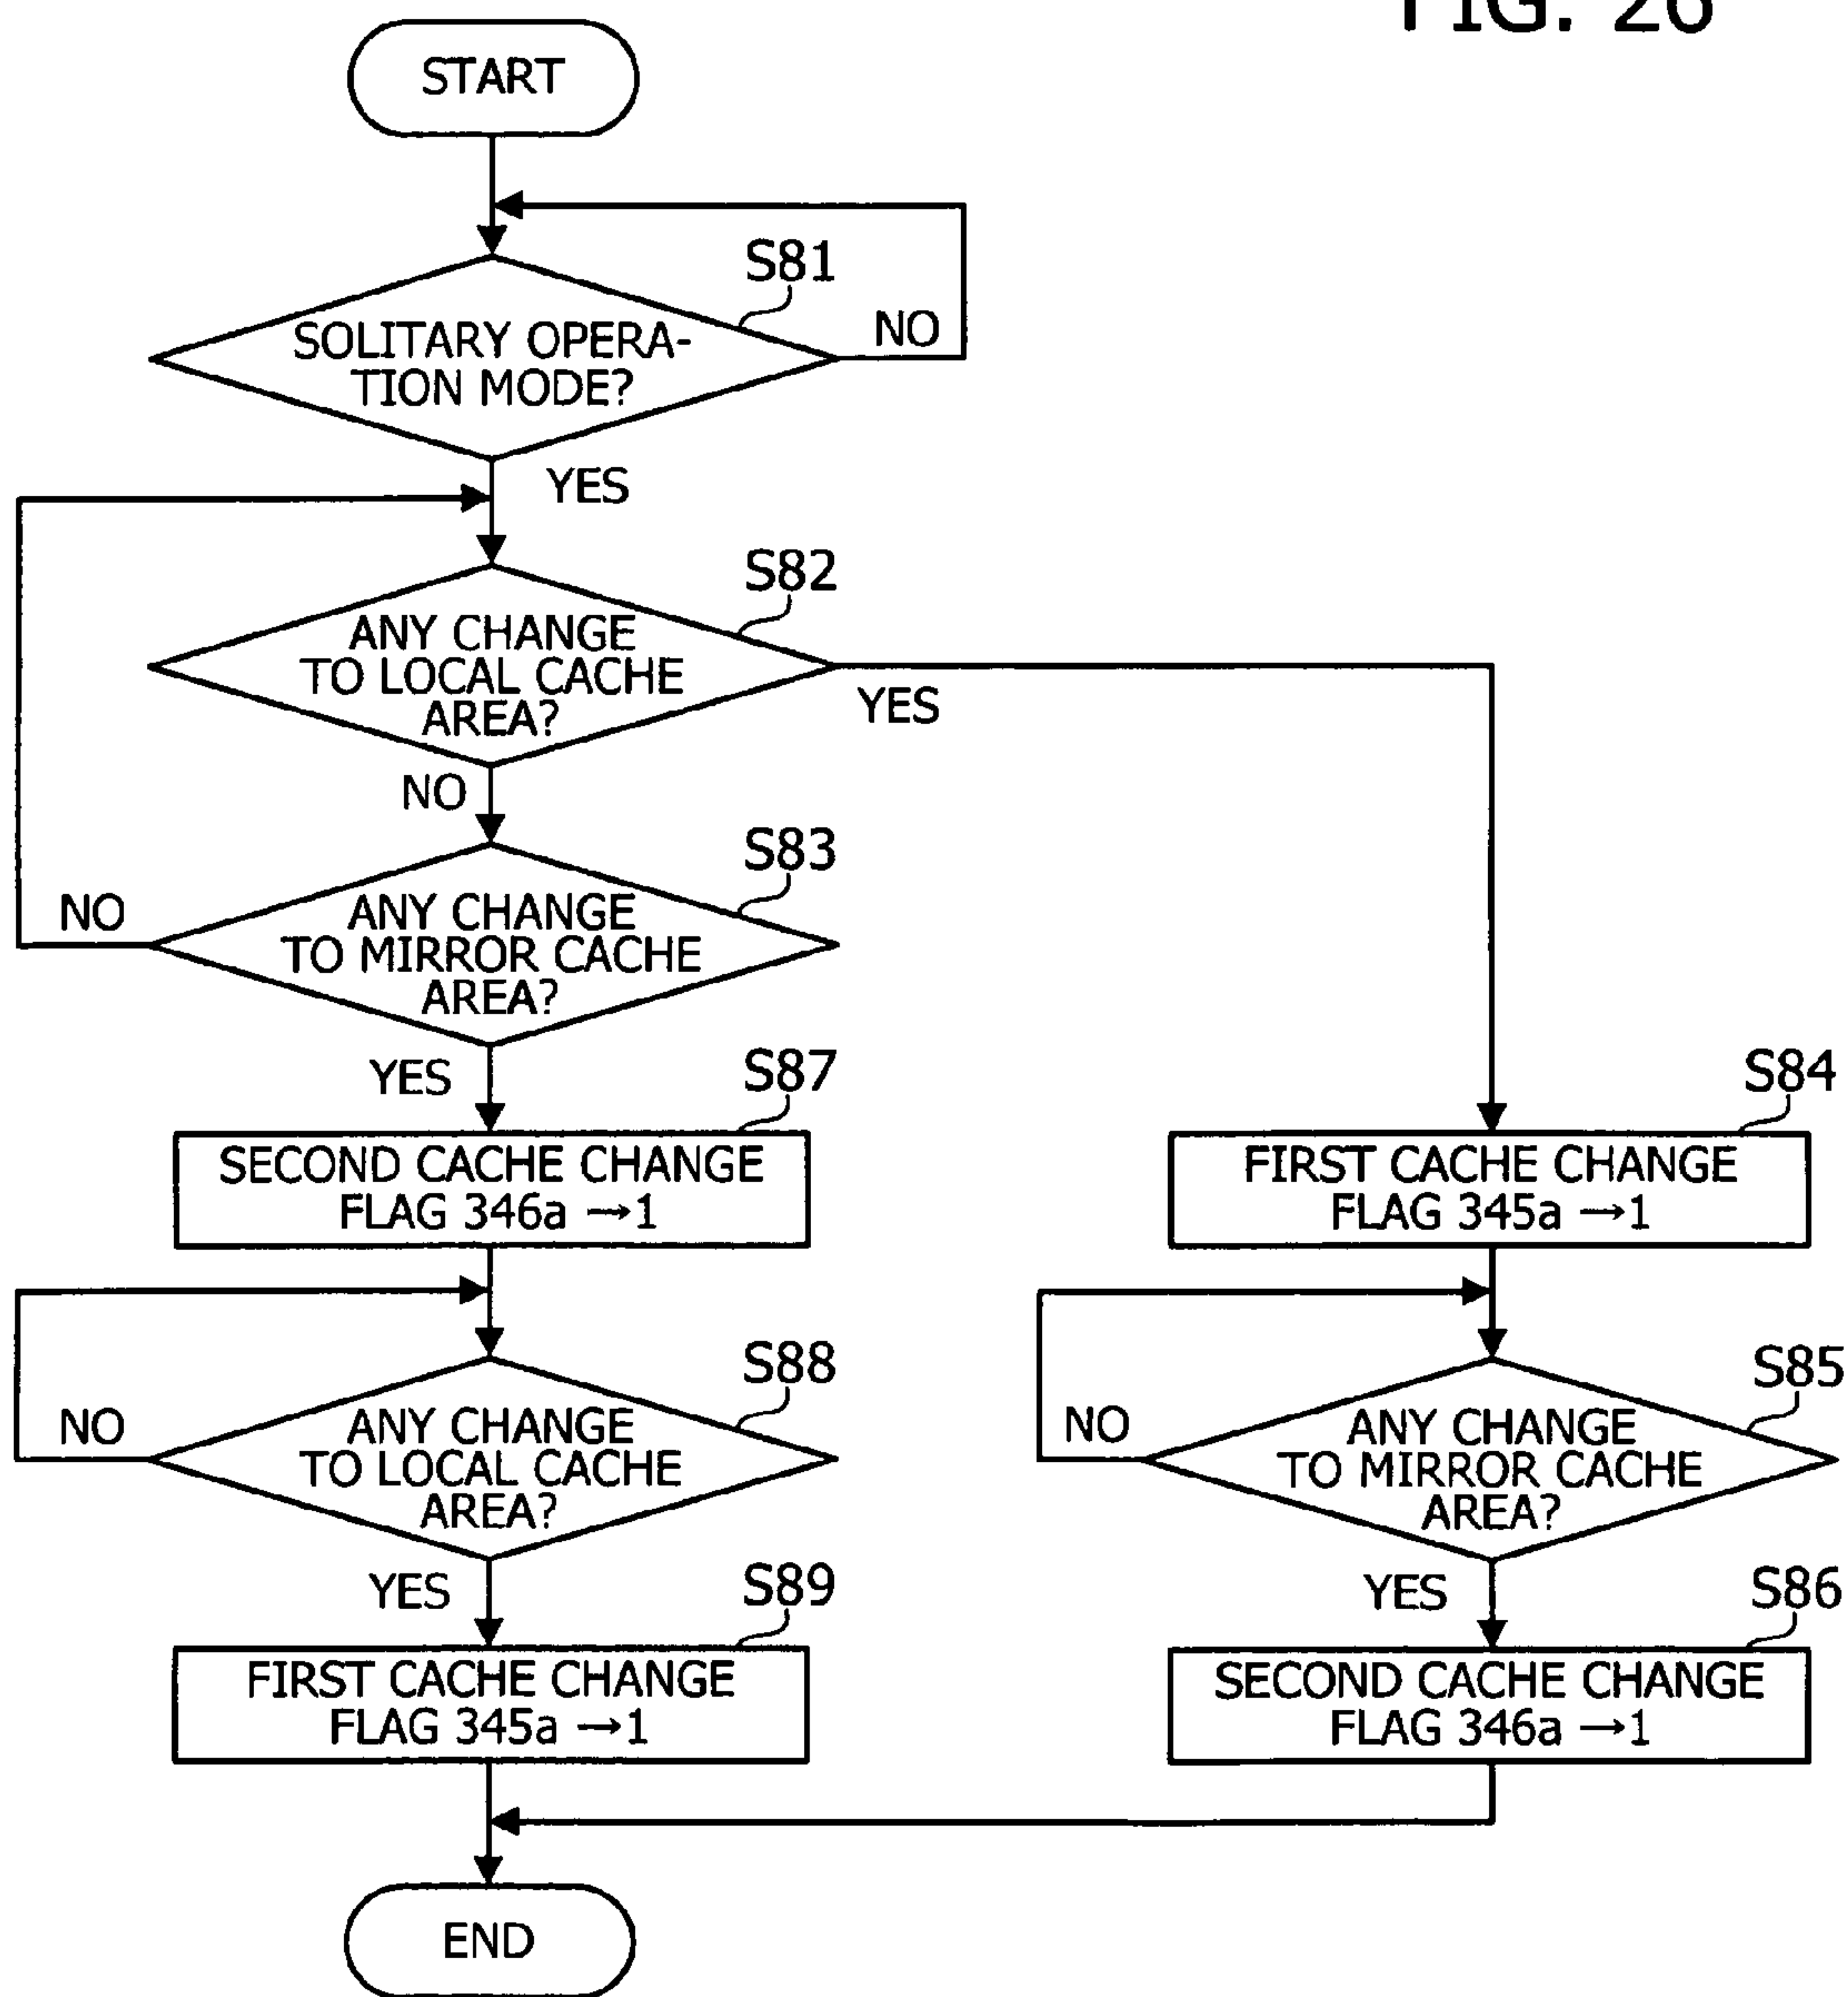 FIG. 26
START
S81
SOLITARY OPERA-
TION MODE?
NO
YES
S82
ANY CHANGE
TO LOCAL CACHE
AREA?
YES
NO
S83
ANY CHANGE
TO MIRROR CACHE
AREA?
NO
YES
S87
SECOND CACHE CHANGE
FLAG 346a →1
S88
ANY CHANGE
TO LOCAL CACHE
AREA?
NO
YES
S89
FIRST CACHE CHANGE
FLAG 345a →1
S84
FIRST CACHE CHANGE
FLAG 345a →1
S85
ANY CHANGE
TO MIRROR CACHE
AREA?
NO
YES
S86
SECOND CACHE CHANGE
FLAG 346a →1
END